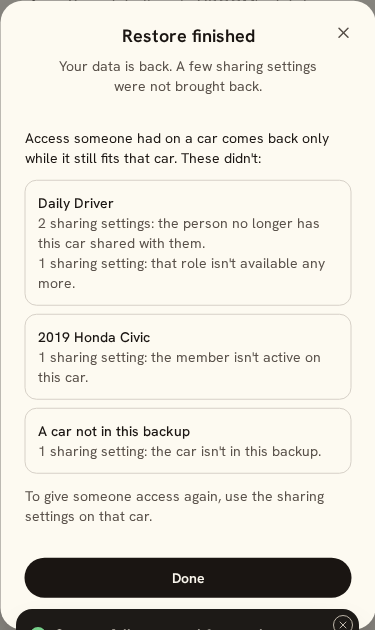 Restore finished
Your data is back. A few sharing settings
were not brought back.
Access someone had on a car comes back only
while it still fits that car. These didn't:
Daily Driver
2 sharing settings: the person no longer has
this car shared with them.
1 sharing setting: that role isn't available any
more.
2019 Honda Civic
1 sharing setting: the member isn't active on
this car.
A car not in this backup
1 sharing setting: the car isn't in this backup.
To give someone access again, use the sharing
settings on that car.
Done